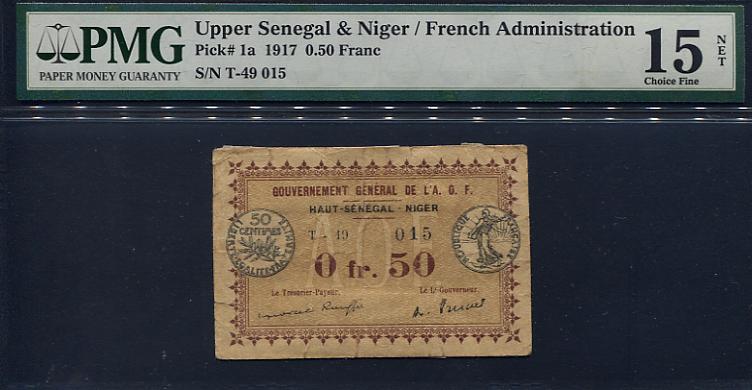 PMG
PAPER MONEY GUARANTY
Upper Senegal & Niger / French Administration
Pick# 1a 1917 0.50 Franc
S/N T-49 015
15
NET
Choice Fine
GOUVERNEMENT GÉNÉRAL DE L'A. O. F.
HAUT-SÉNÉGAL - NIGER
T - 49 015
50
CENTIMES
REPUBLIQUE FRANÇAISE
0 fr. 50
Le Trésorier-Payeur. Le Lt-Gouverneur.